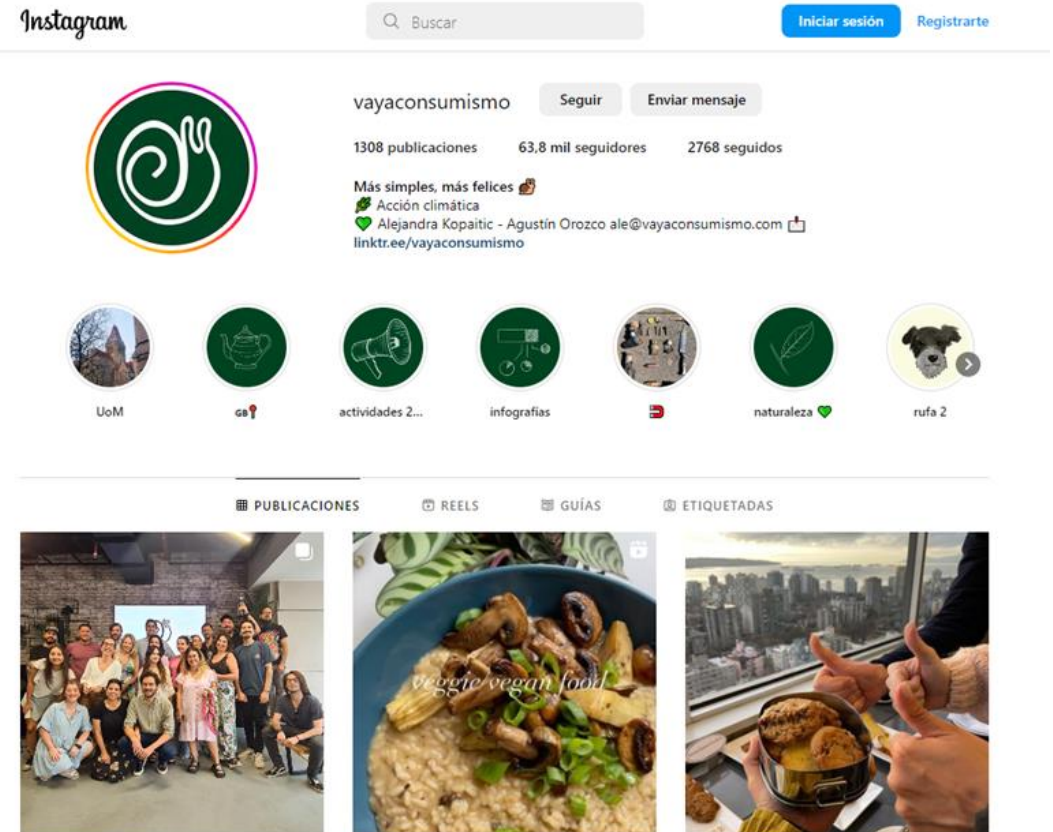 Instagram
Buscar
Iniciar sesión
Registrarte
vayaconsumismo
Seguir
Enviar mensaje
1308 publicaciones 63,8 mil seguidores 2768 seguidos
Más simples, más felices
Acción climática
Alejandra Kopaitic - Agustín Orozco ale@vayaconsumismo.com
linktr.ee/vayaconsumismo
UoM
GB
actividades 2...
infografias
naturaleza
rufa 2
PUBLICACIONES
REELS
GUÍAS
ETIQUETADAS
veggie/vegan food